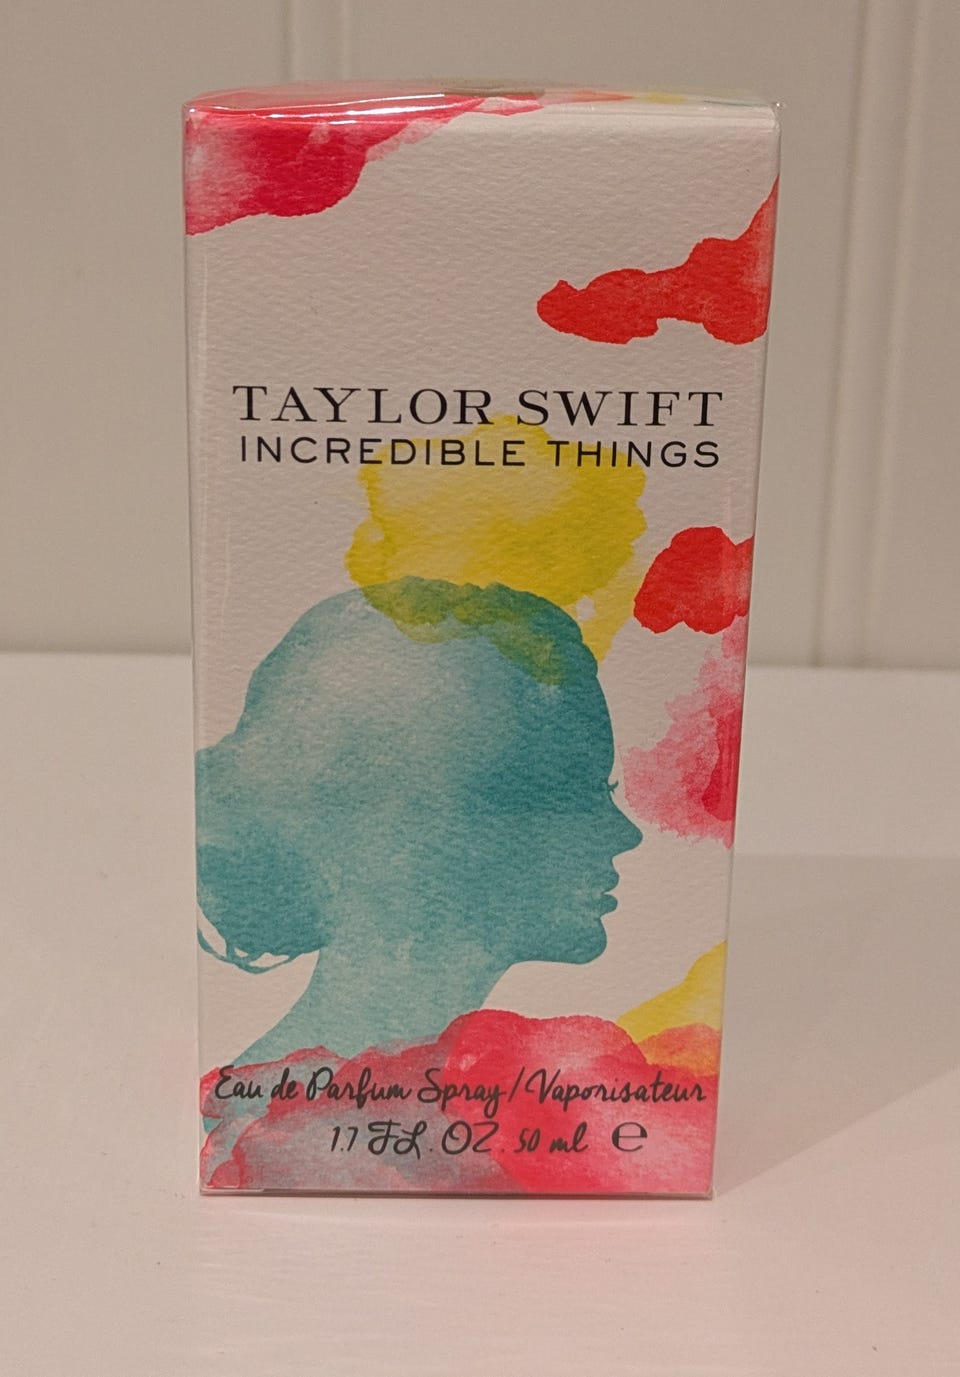 TAYLOR SWIFT
INCREDIBLE THINGS
Eau de Parfum Spray/Vaporisateur
1.7 FL. OZ. 50 ml ℮